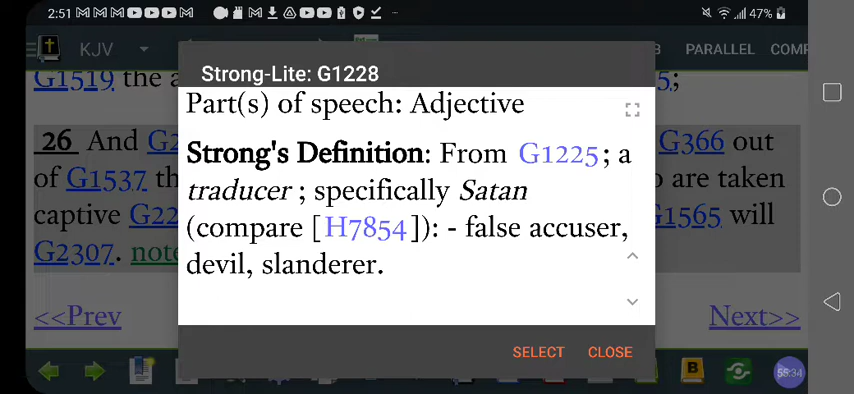 2:51
47%
KJV
PARALLEL
COMP
Strong-Lite: G1228
G1519 the a
;
Part(s) of speech: Adjective
26 And G2
G366 out
Strong's Definition: From G1225; a
of G1537 th
o are taken
traducer ; specifically Satan
captive G22
G1565 will
(compare [H7854]): - false accuser,
G2307. note
devil, slanderer.
<<Prev
Next>>
SELECT
CLOSE
B
55:34